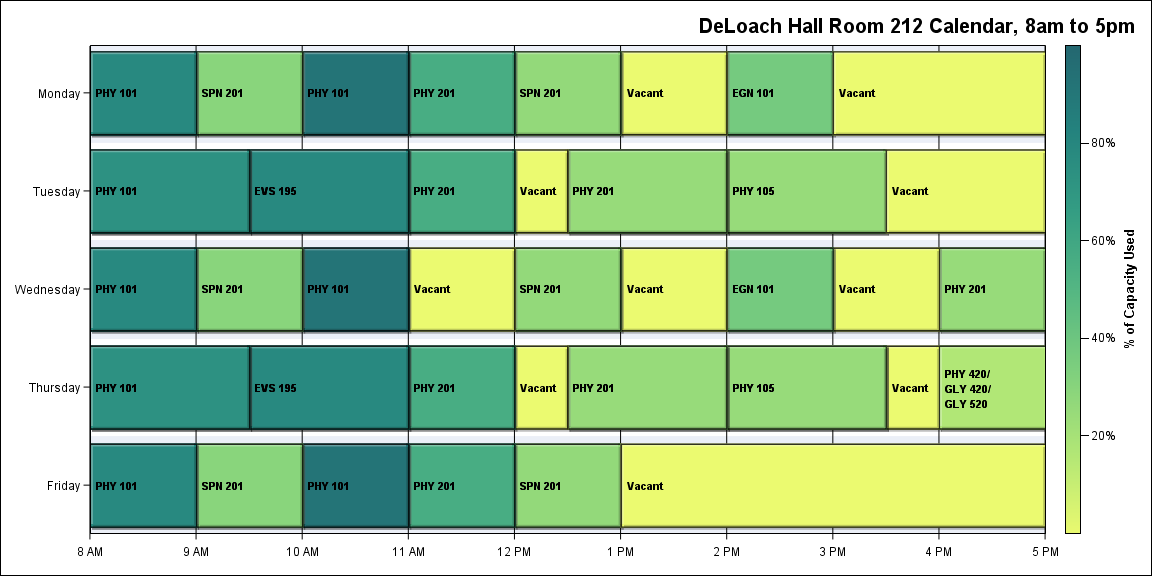 DeLoach Hall Room 212 Calendar, 8am to 5pm
Monday
PHY 101
SPN 201
PHY 101
PHY 201
SPN 201
Vacant
EGN 101
Vacant
Tuesday
PHY 101
EVS 195
PHY 201
Vacant
PHY 201
PHY 105
Vacant
Wednesday
PHY 101
SPN 201
PHY 101
Vacant
SPN 201
Vacant
EGN 101
Vacant
PHY 201
Thursday
PHY 101
EVS 195
PHY 201
Vacant
PHY 201
PHY 105
Vacant
PHY 420/
GLY 420/
GLY 520
Friday
PHY 101
SPN 201
PHY 101
PHY 201
SPN 201
Vacant
8 AM
9 AM
10 AM
11 AM
12 PM
1 PM
2 PM
3 PM
4 PM
5 PM
80%
60%
40%
20%
% of Capacity Used